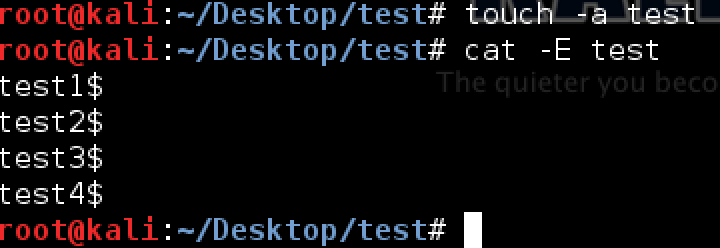 root@kali:~/Desktop/test# touch -a test
root@kali:~/Desktop/test# cat -E test
The quieter you beco
test1$
test2$
test3$
test4$
root@kali:~/Desktop/test#